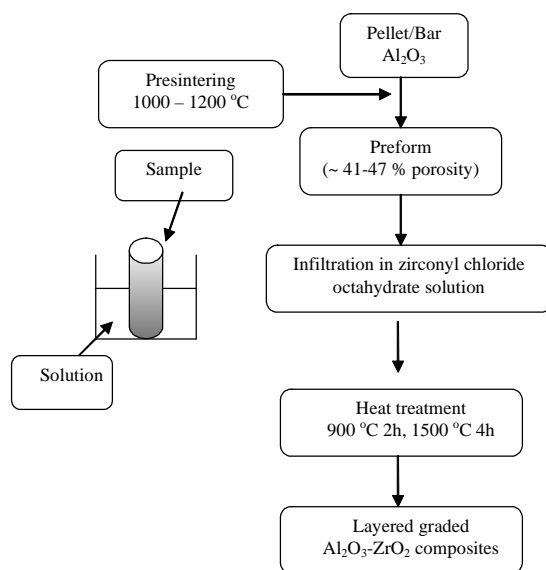 Pellet/Bar
Al₂O₃
Presintering
1000 – 1200 °C
Preform
(~ 41-47 % porosity)
Sample
Infiltration in zirconyl chloride
octahydrate solution
Solution
Heat treatment
900 °C 2h, 1500 °C 4h
Layered graded
Al₂O₃-ZrO₂ composites